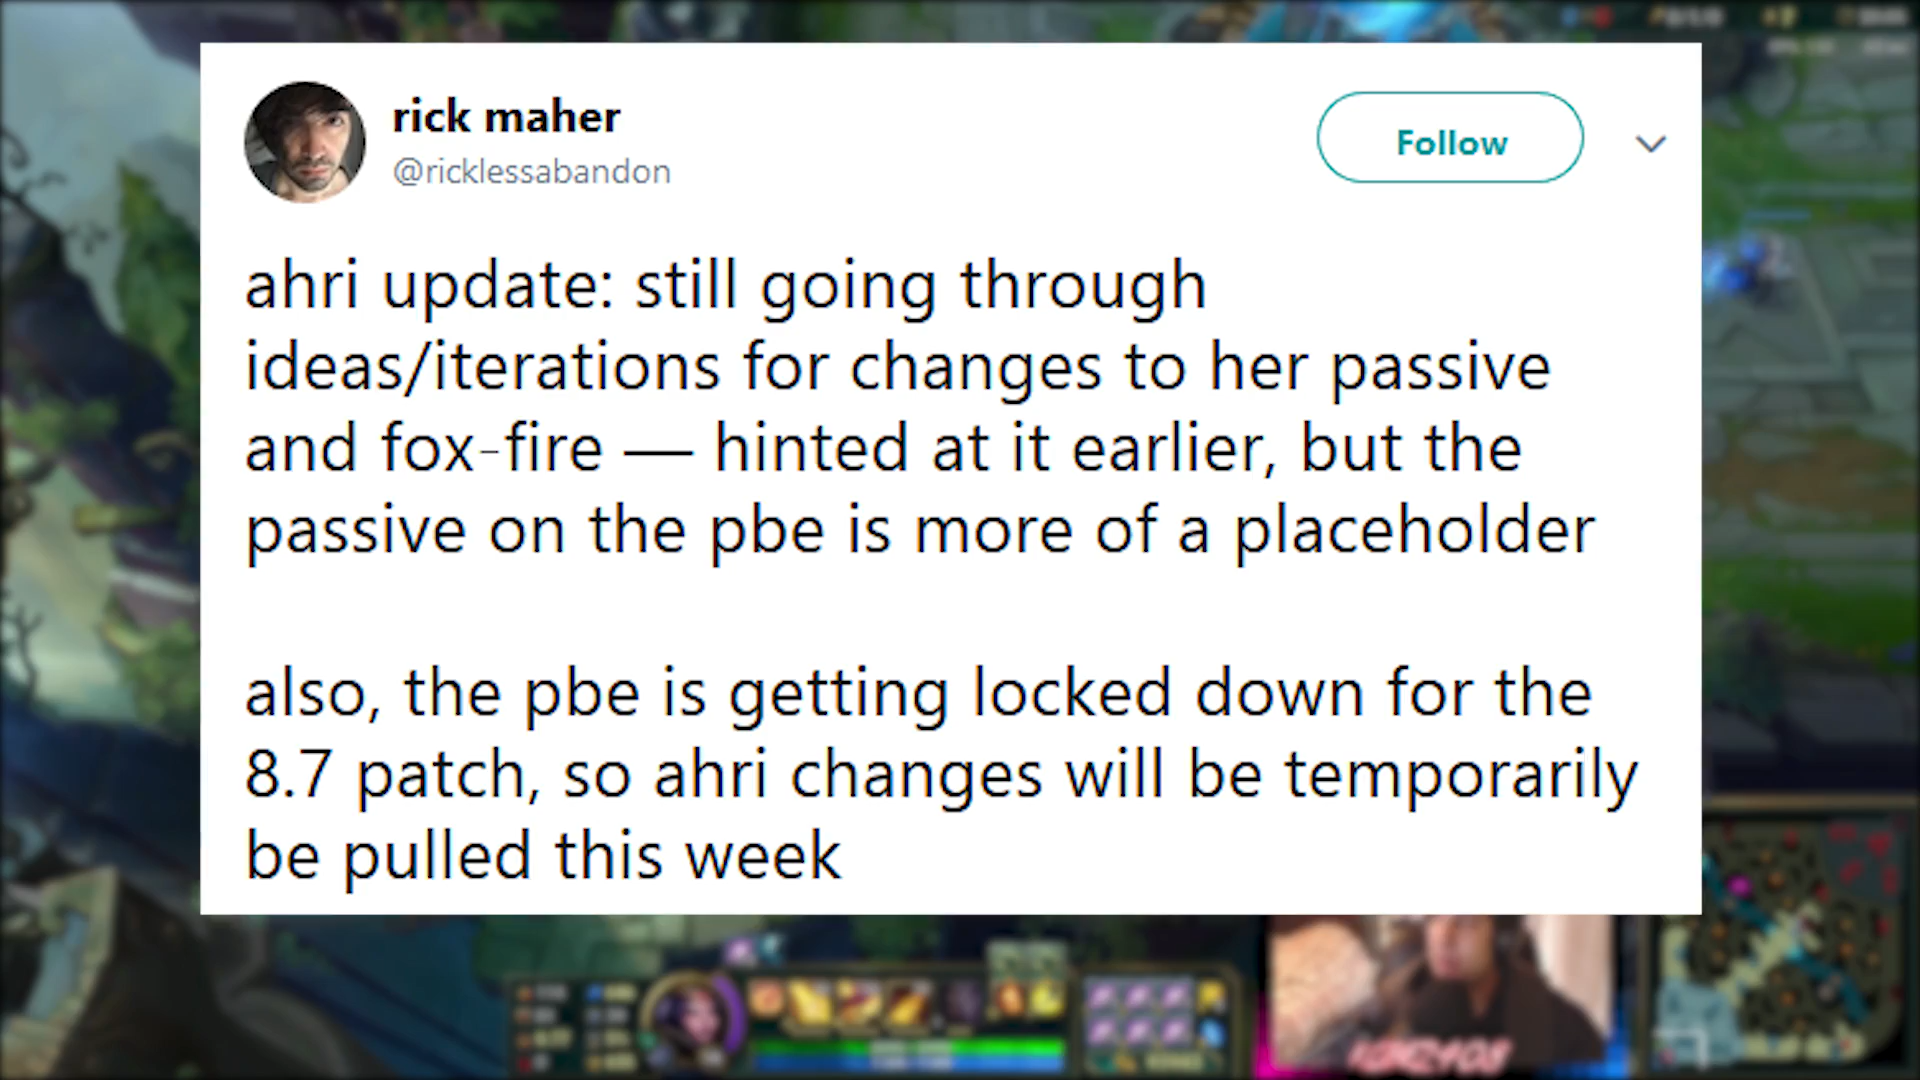 rick maher
@ricklessabandon
Follow
ahri update: still going through
ideas/iterations for changes to her passive
and fox-fire — hinted at it earlier, but the
passive on the pbe is more of a placeholder
also, the pbe is getting locked down for the
8.7 patch, so ahri changes will be temporarily
be pulled this week